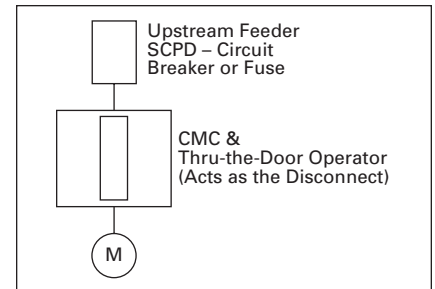 Upstream Feeder
SCPD – Circuit
Breaker or Fuse
CMC &
Thru-the-Door Operator
(Acts as the Disconnect)
M